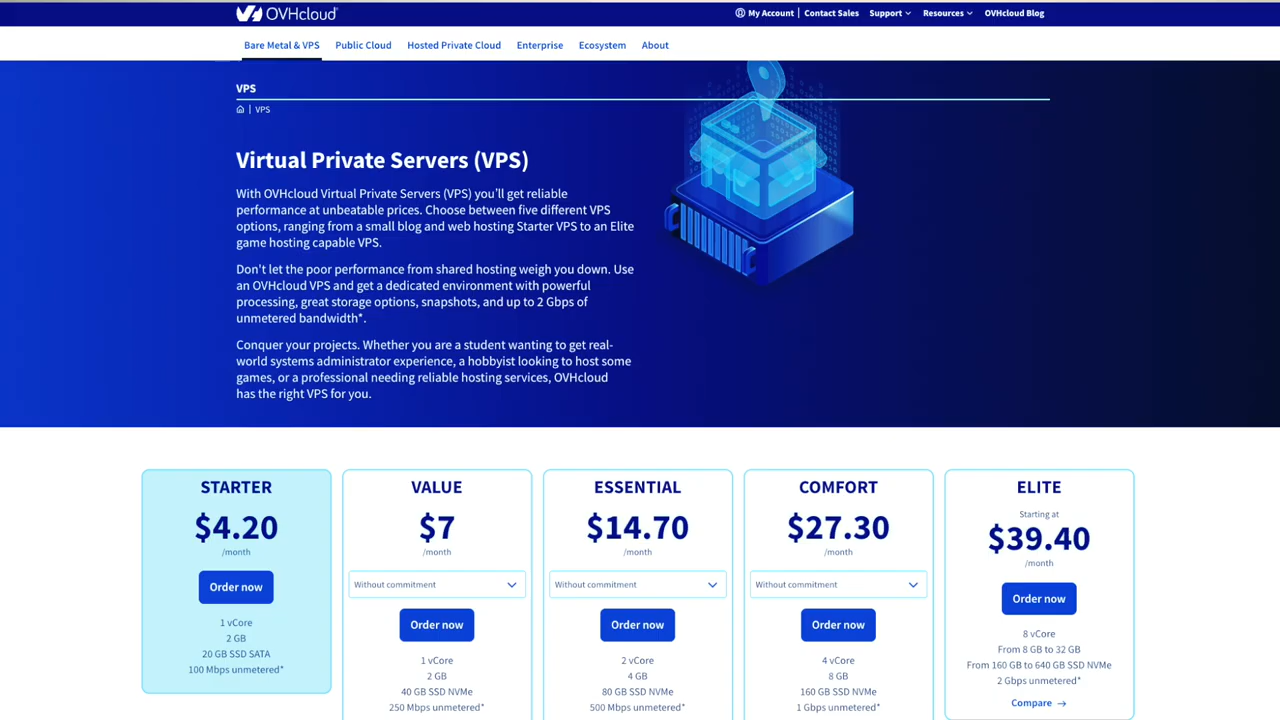 OVHcloud
My Account | Contact Sales Support Resources OVHcloud Blog
Bare Metal & VPS Public Cloud Hosted Private Cloud Enterprise Ecosystem About
VPS
| VPS
Virtual Private Servers (VPS)
With OVHcloud Virtual Private Servers (VPS) you'll get reliable
performance at unbeatable prices. Choose between five different VPS
options, ranging from a small blog and web hosting Starter VPS to an Elite
game hosting capable VPS.
Don't let the poor performance from shared hosting weigh you down. Use
an OVHcloud VPS and get a dedicated environment with powerful
processing, great storage options, snapshots, and up to 2 Gbps of
unmetered bandwidth*.
Conquer your projects. Whether you are a student wanting to get real-
world systems administrator experience, a hobbyist looking to host some
games, or a professional needing reliable hosting services, OVHcloud
has the right VPS for you.
STARTER
$4.20
/month
Order now
1 vCore
2 GB
20 GB SSD SATA
100 Mbps unmetered*
VALUE
$7
/month
Without commitment
Order now
1 vCore
2 GB
40 GB SSD NVMe
250 Mbps unmetered*
ESSENTIAL
$14.70
/month
Without commitment
Order now
2 vCore
4 GB
80 GB SSD NVMe
500 Mbps unmetered*
COMFORT
$27.30
/month
Without commitment
Order now
4 vCore
8 GB
160 SSD NVMe
1 Gbps unmetered*
ELITE
Starting at
$39.40
/month
Order now
8 vCore
From 8 GB to 32 GB
From 160 GB to 640 GB SSD NVMe
2 Gbps unmetered*
Compare →